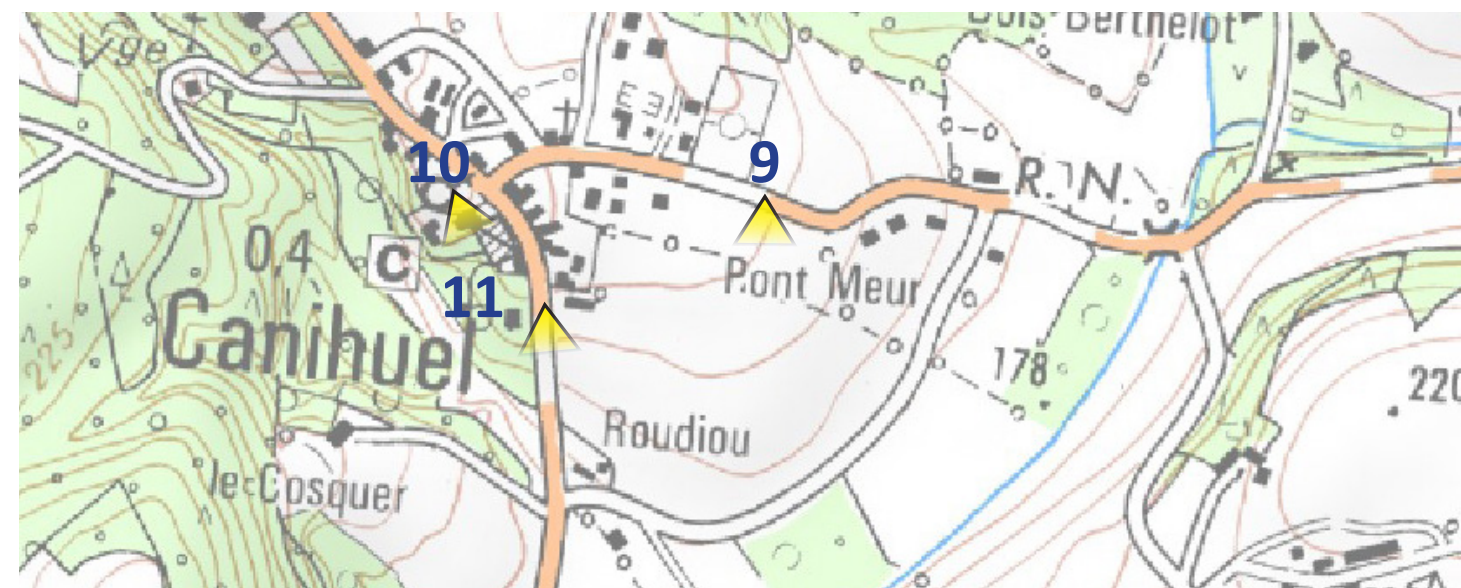 Bois-Berthelot
Vge
9
10
R. N.
0,4
C
Pont Meur
11
Canihuel
178
225
220
Roudiou
le Cosquer